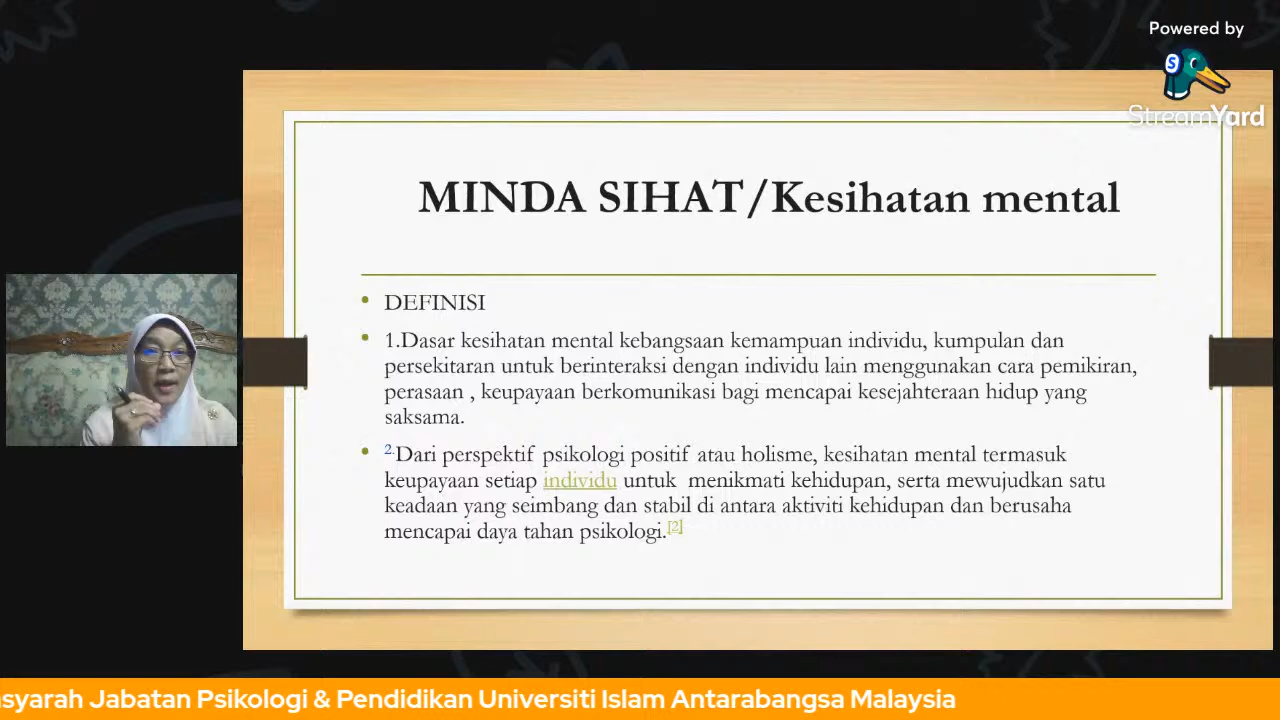 Powered by
StreamYard
MINDA SIHAT/Kesihatan mental
DEFINISI
1.Dasar kesihatan mental kebangsaan kemampuan individu, kumpulan dan
persekitaran untuk berinteraksi dengan individu lain menggunakan cara pemikiran,
perasaan , keupayaan berkomunikasi bagi mencapai kesejahteraan hidup yang
saksama.
2.Dari perspektif psikologi positif atau holisme, kesihatan mental termasuk
keupayaan setiap individu untuk menikmati kehidupan, serta mewujudkan satu
keadaan yang seimbang dan stabil di antara aktiviti kehidupan dan berusaha
mencapai daya tahan psikologi.[2]
Jabatan Psikologi & Pendidikan Universiti Islam Antarabangsa Malaysia